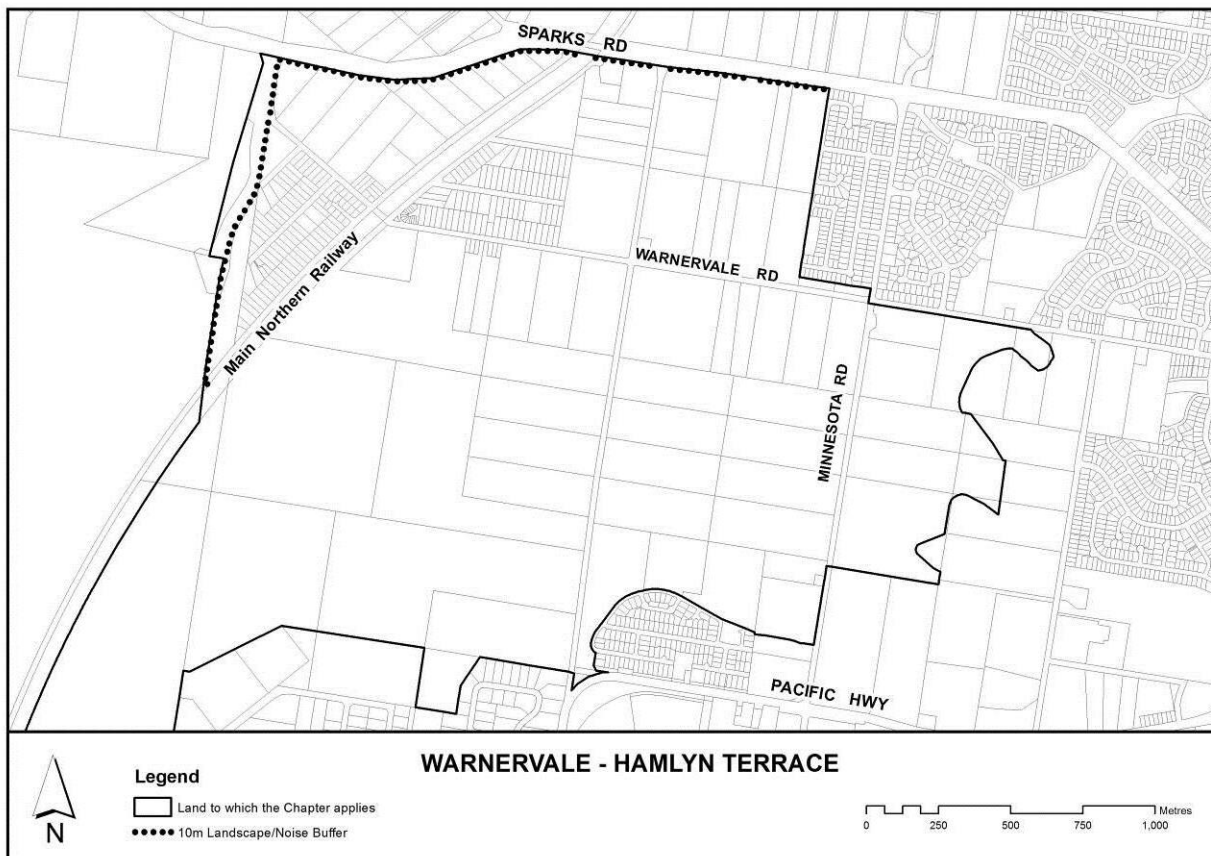 SPARKS RD
WARNERVALE RD
Main Northern Railway
MINNESOTA RD
PACIFIC HWY
WARNERVALE - HAMLYN TERRACE
Legend
Land to which the Chapter applies
10m Landscape/Noise Buffer
N
Metres
0 250 500 750 1,000